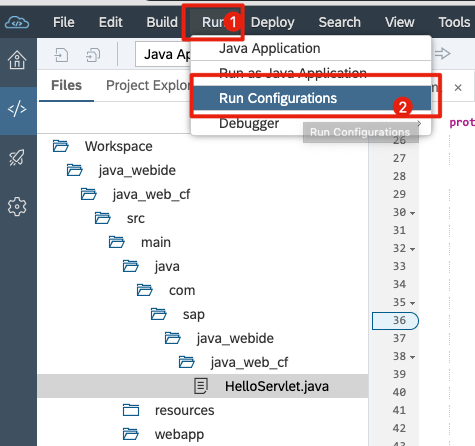 File Edit Build Run 1 Deploy Search View Tools
Java Ap
Java Application
Run as Java Application
Run Configurations 2
Debugger
Run Configurations
Files Project Explor
Workspace
java_webide
java_web_cf
src
main
java
com
sap
java_webide
java_web_cf
HelloServlet.java
resources
webapp
prot
26
27
28
29
30
31
32
33
34
35
36
37
38
39
40
41
42
43